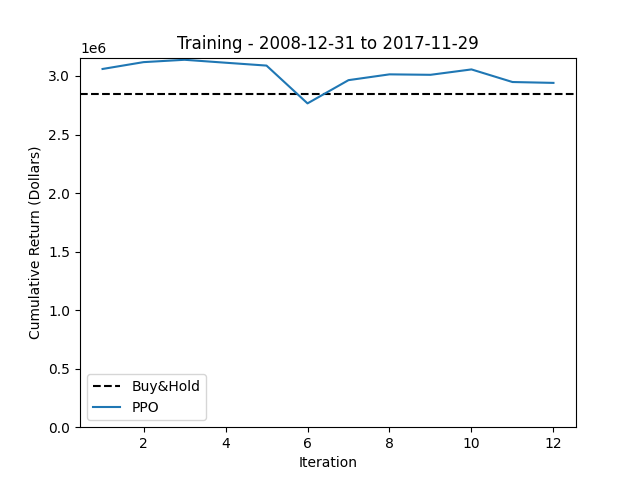 Training - 2008-12-31 to 2017-11-29
1e6
3.0
2.5
2.0
1.5
1.0
0.5
0.0
Cumulative Return (Dollars)
Buy&Hold
PPO
2 4 6 8 10 12
Iteration